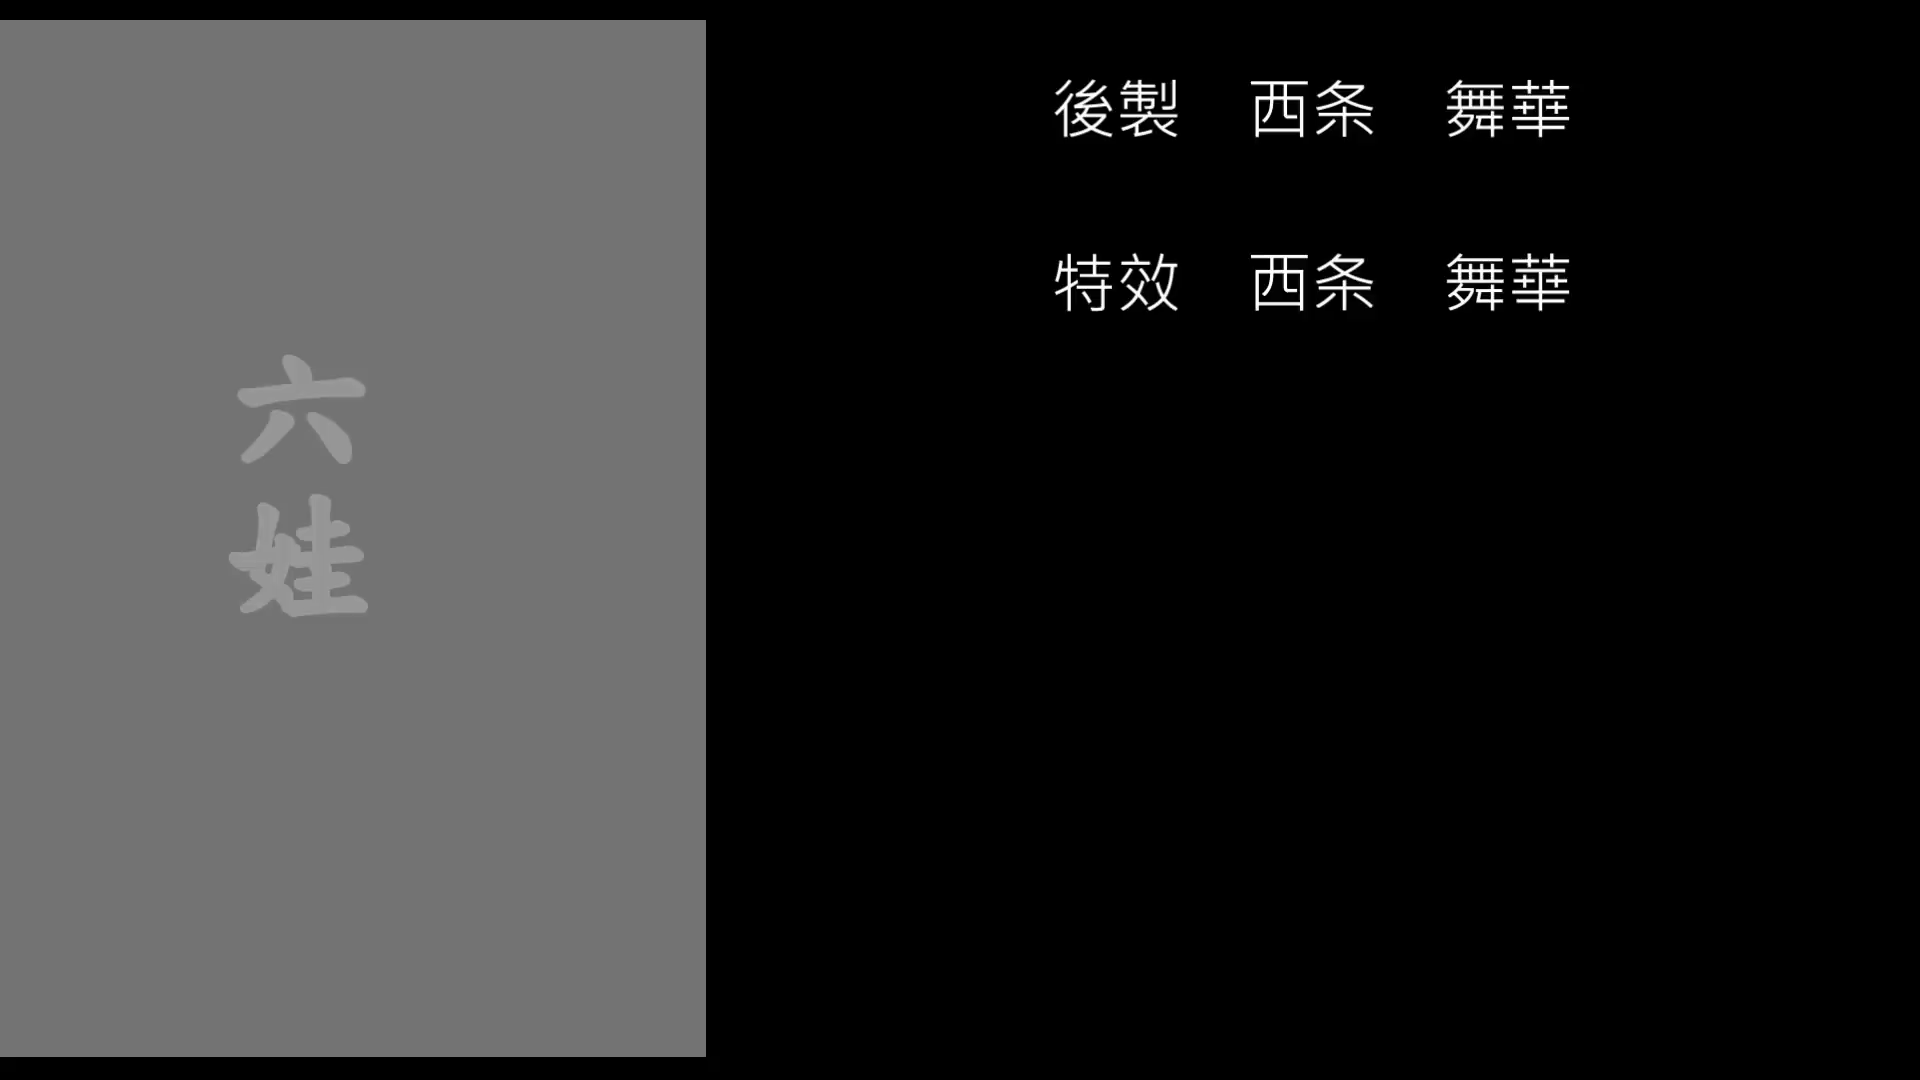 六娃
後製 西条 舞華
特效 西条 舞華